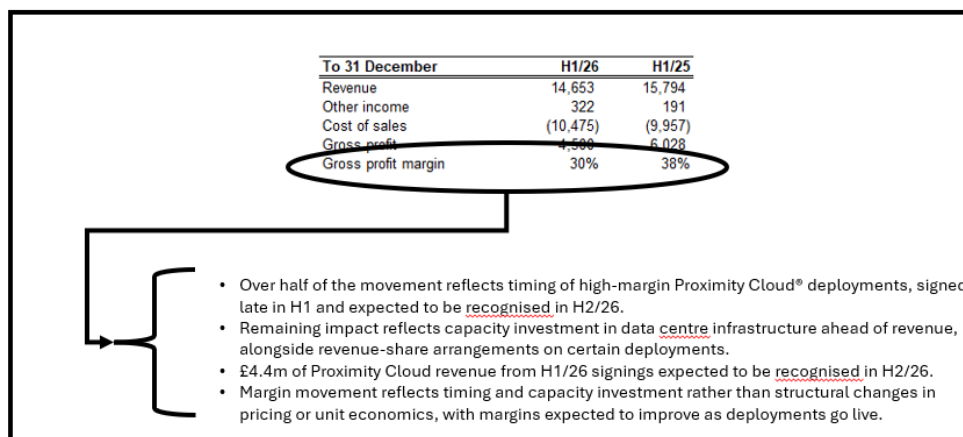 To 31 December H1/26 H1/25
Revenue 14,653 15,794
Other income 322 191
Cost of sales (10,475) (9,957)
Gross profit 4,500 6,028
Gross profit margin 30% 38%
• Over half of the movement reflects timing of high-margin Proximity Cloud® deployments, signed
late in H1 and expected to be recognised in H2/26.
• Remaining impact reflects capacity investment in data centre infrastructure ahead of revenue,
alongside revenue-share arrangements on certain deployments.
• £4.4m of Proximity Cloud revenue from H1/26 signings expected to be recognised in H2/26.
• Margin movement reflects timing and capacity investment rather than structural changes in
pricing or unit economics, with margins expected to improve as deployments go live.